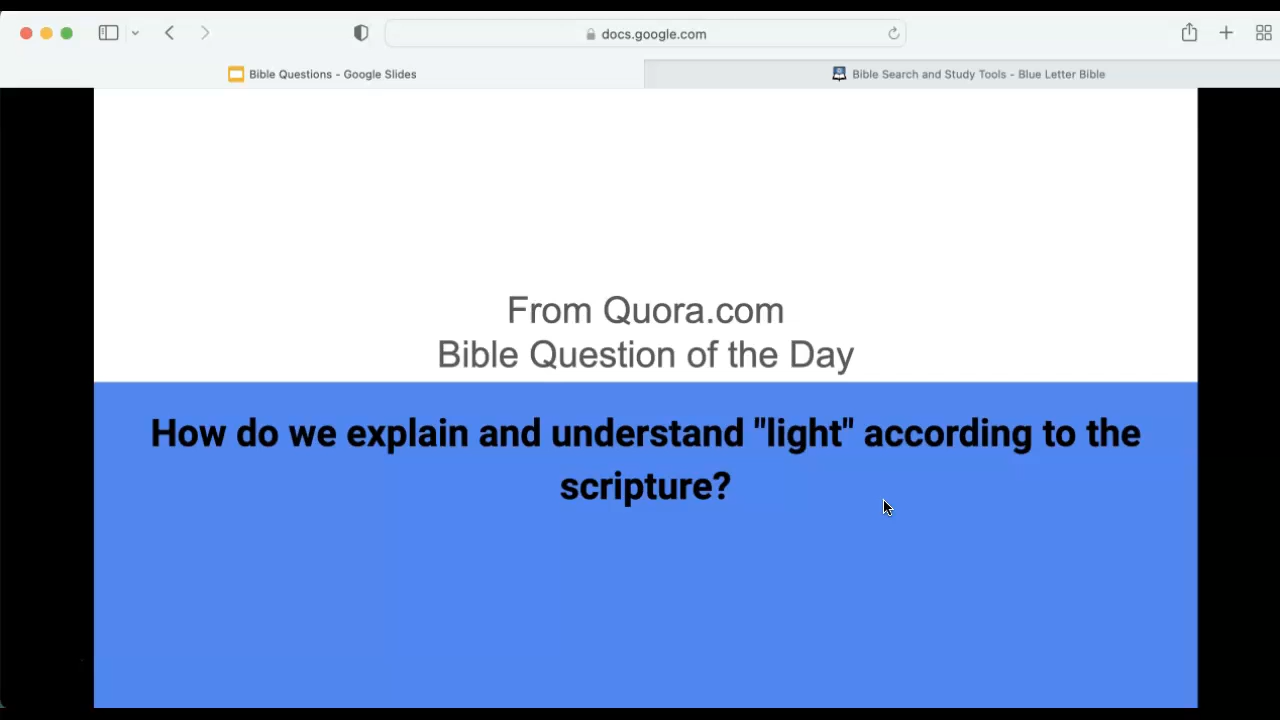 docs.google.com
Bible Questions - Google Slides
Bible Search and Study Tools - Blue Letter Bible
From Quora.com
Bible Question of the Day
How do we explain and understand "light" according to the
scripture?